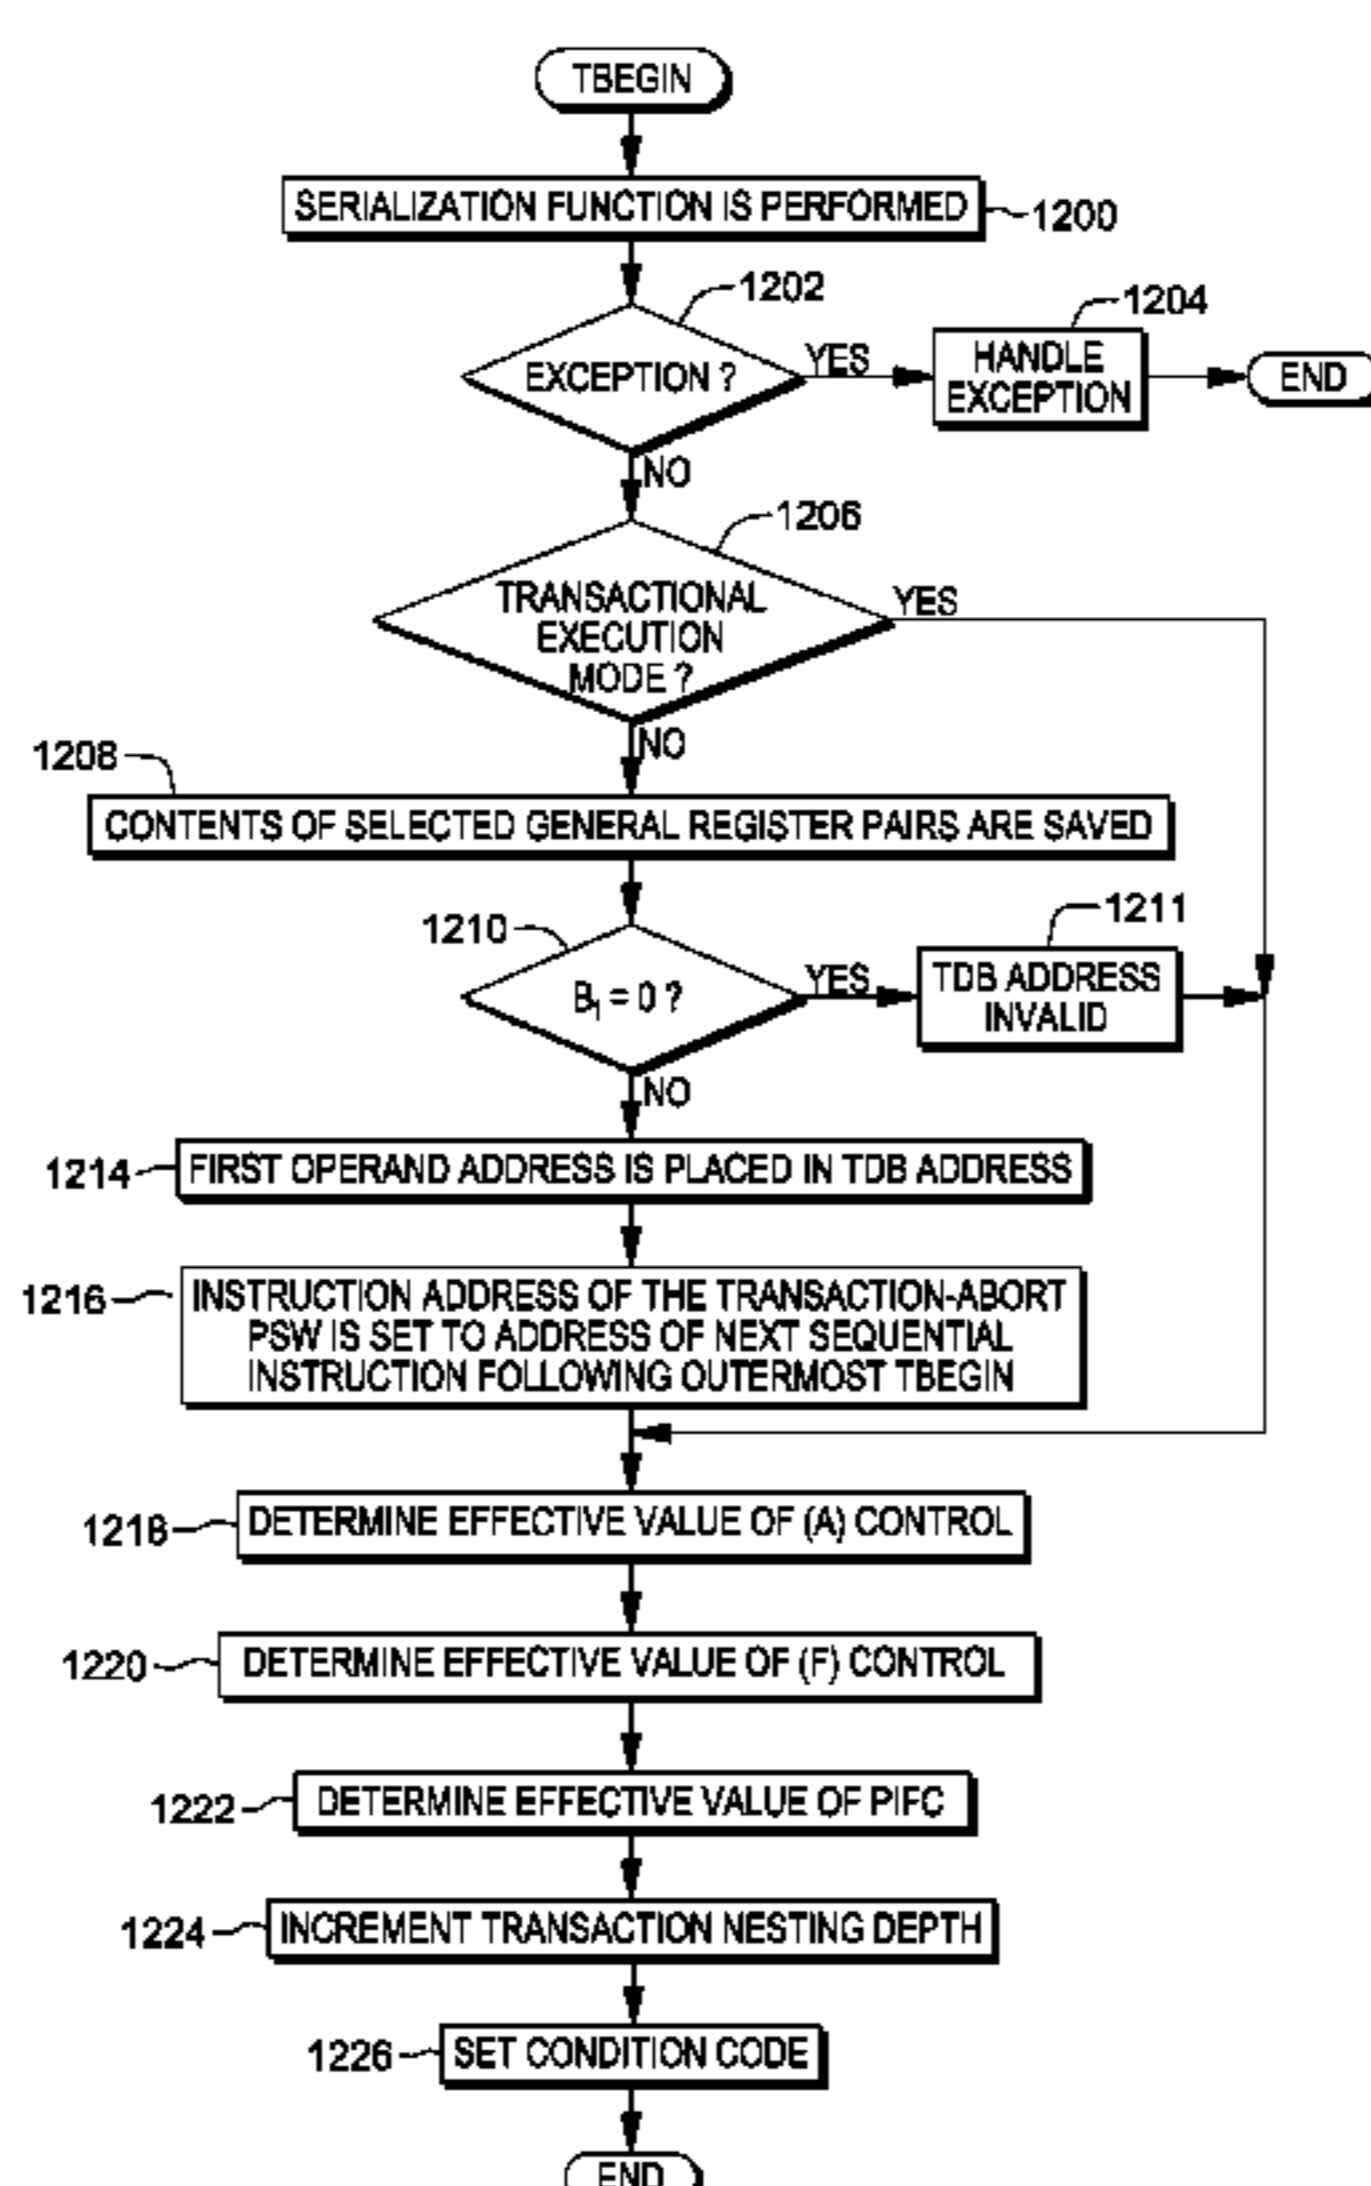 TBEGIN
SERIALIZATION FUNCTION IS PERFORMED
1200
1202
EXCEPTION ?
YES
1204
HANDLE
EXCEPTION
END
NO
1206
TRANSACTIONAL
EXECUTION
MODE ?
YES
NO
1208
CONTENTS OF SELECTED GENERAL REGISTER PAIRS ARE SAVED
1210
B1 = 0 ?
YES
1211
TDB ADDRESS
INVALID
NO
1214
FIRST OPERAND ADDRESS IS PLACED IN TDB ADDRESS
1216
INSTRUCTION ADDRESS OF THE TRANSACTION-ABORT
PSW IS SET TO ADDRESS OF NEXT SEQUENTIAL
INSTRUCTION FOLLOWING OUTERMOST TBEGIN
1218
DETERMINE EFFECTIVE VALUE OF (A) CONTROL
1220
DETERMINE EFFECTIVE VALUE OF (F) CONTROL
1222
DETERMINE EFFECTIVE VALUE OF PIFC
1224
INCREMENT TRANSACTION NESTING DEPTH
1226
SET CONDITION CODE
END